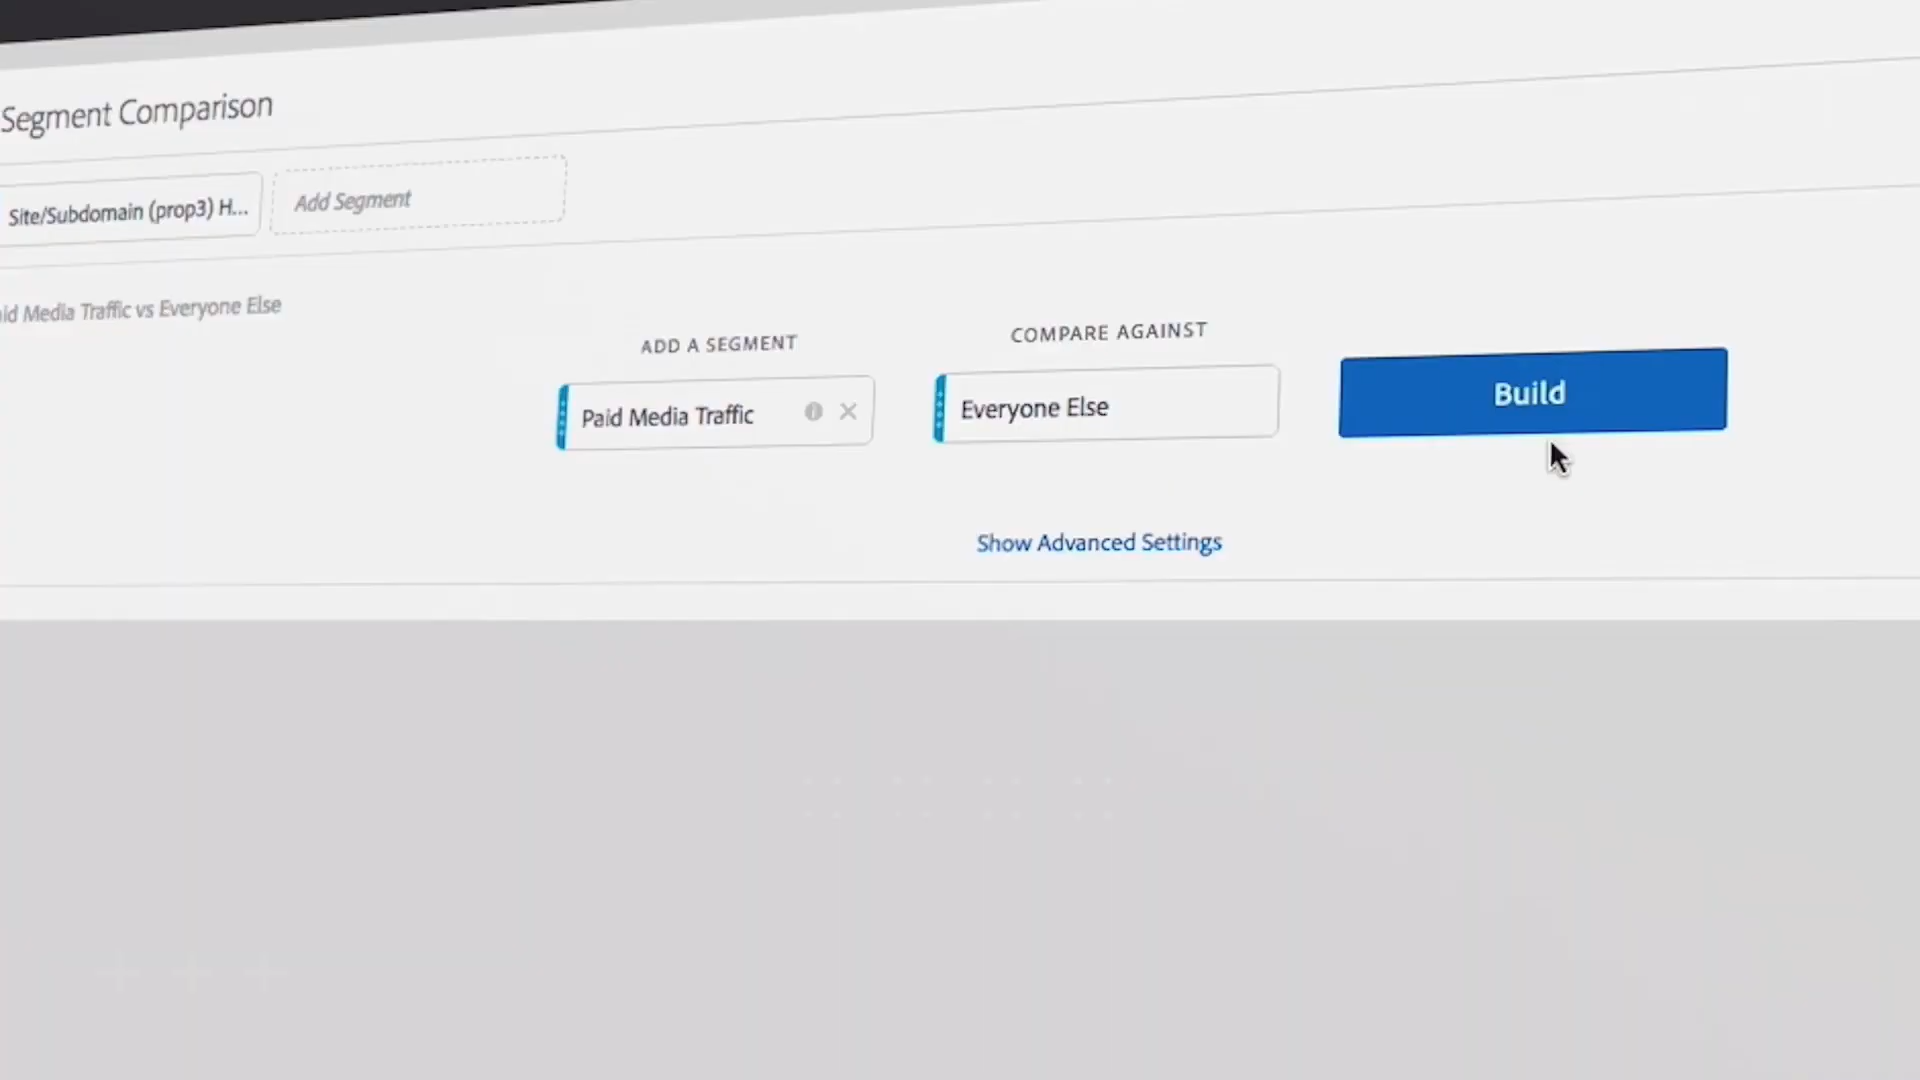 Segment Comparison
Site/Subdomain (prop3) H...
Add Segment
Media Traffic vs Everyone Else
ADD A SEGMENT
COMPARE AGAINST
Paid Media Traffic
Everyone Else
Build
Show Advanced Settings